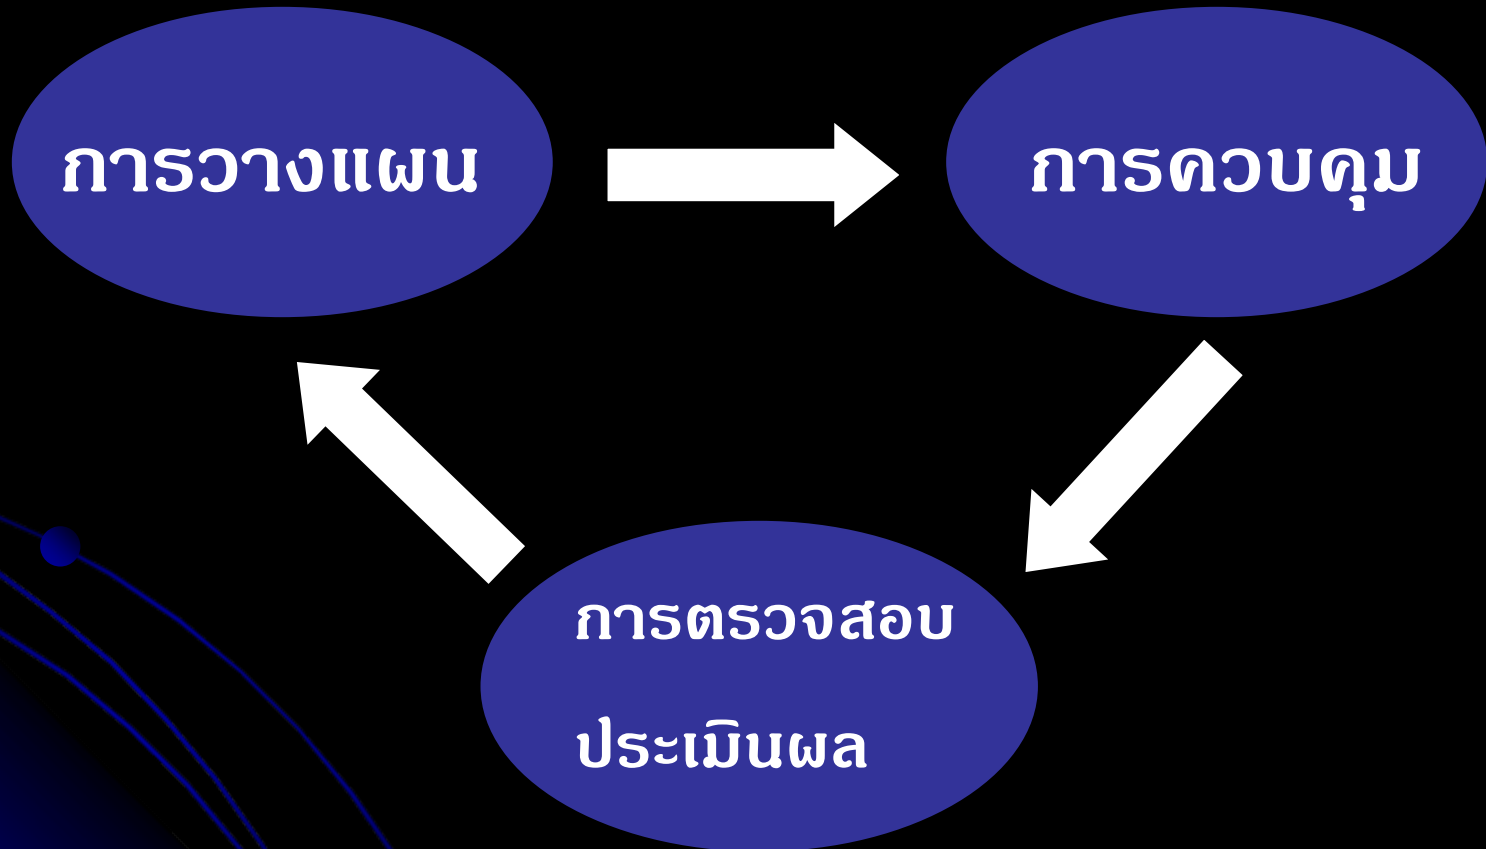 การวางแผน
การควบคุม
การตรวจสอบ
ประเมินผล